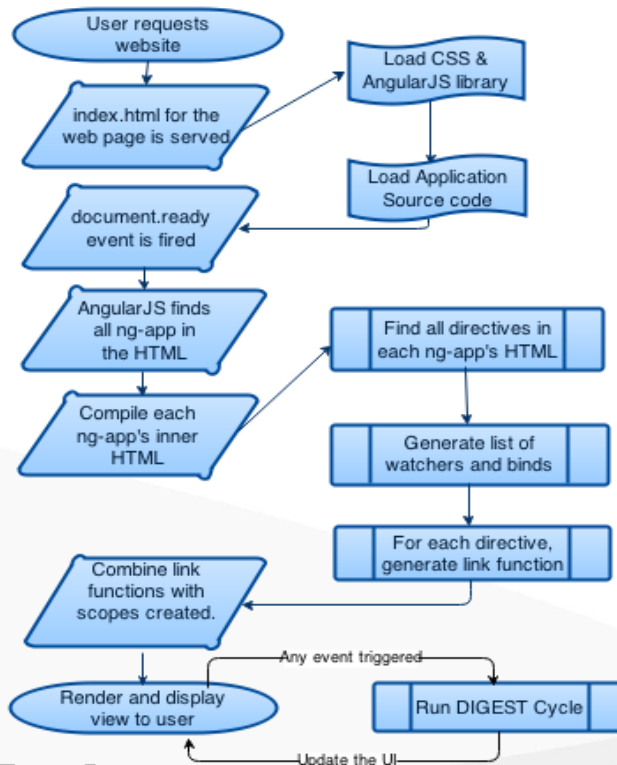 User requests
website
index.html for the
web page is served
Load CSS &
AngularJS library
Load Application
Source code
document.ready
event is fired
AngularJS finds
all ng-app in
the HTML
Compile each
ng-app's inner
HTML
Find all directives in
each ng-app's HTML
Generate list of
watchers and binds
For each directive,
generate link function
Combine link
functions with
scopes created.
Render and display
view to user
Any event triggered
Run DIGEST Cycle
Update the UI